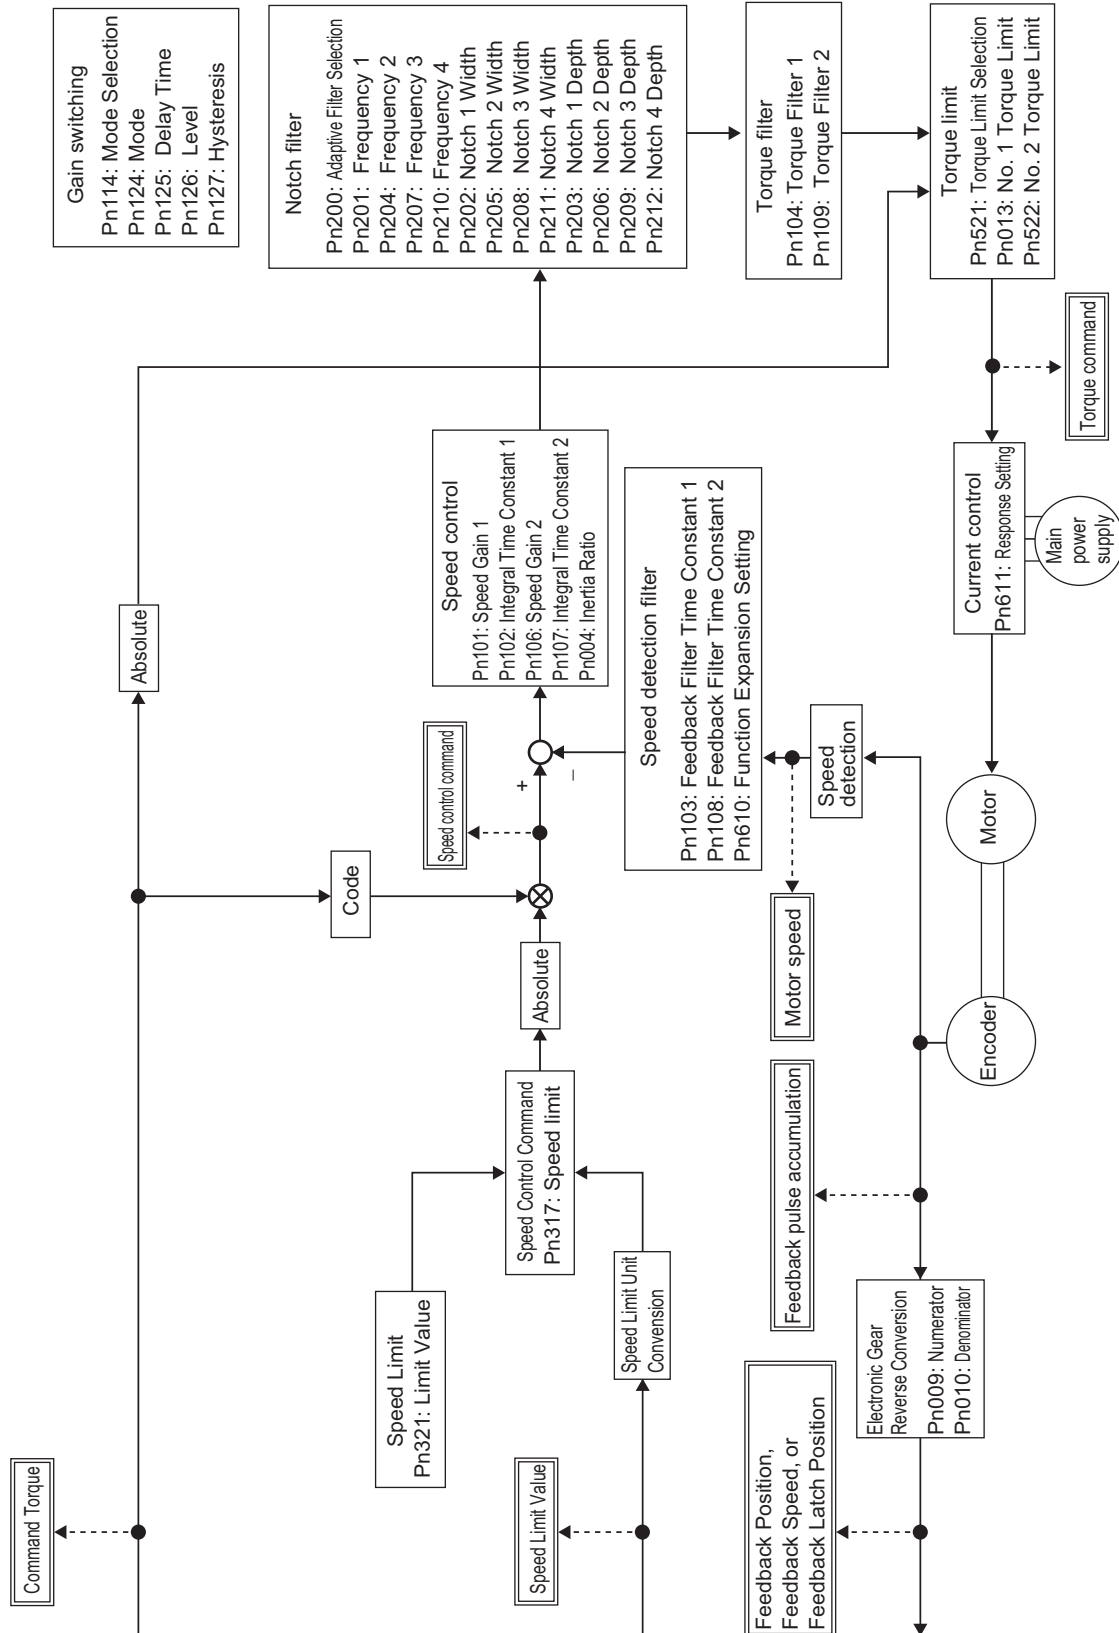 Command Torque
Absolute
Gain switching
Pn114: Mode Selection
Pn124: Mode
Pn125: Delay Time
Pn126: Level
Pn127: Hysteresis
Speed Limit
Pn321: Limit Value
Speed Limit Value
Speed Limit Unit
Convension
Speed Control Command
Pn317: Speed limit
Absolute
Code
Speed control command
+
−
Speed control
Pn101: Speed Gain 1
Pn102: Integral Time Constant 1
Pn106: Speed Gain 2
Pn107: Integral Time Constant 2
Pn004: Inertia Ratio
Notch filter
Pn200: Adaptive Filter Selection
Pn201: Frequency 1
Pn204: Frequency 2
Pn207: Frequency 3
Pn210: Frequency 4
Pn202: Notch 1 Width
Pn205: Notch 2 Width
Pn208: Notch 3 Width
Pn211: Notch 4 Width
Pn203: Notch 1 Depth
Pn206: Notch 2 Depth
Pn209: Notch 3 Depth
Pn212: Notch 4 Depth
Speed detection filter
Pn103: Feedback Filter Time Constant 1
Pn108: Feedback Filter Time Constant 2
Pn610: Function Expansion Setting
Torque filter
Pn104: Torque Filter 1
Pn109: Torque Filter 2
Feedback Position,
Feedback Speed, or
Feedback Latch Position
Feedback pulse accumulation
Motor speed
Speed
detection
Electronic Gear
Reverse Conversion
Pn009: Numerator
Pn010: Denominator
Encoder
Motor
Current control
Pn611: Response Setting
Main
power
supply
Torque command
Torque limit
Pn521: Torque Limit Selection
Pn013: No. 1 Torque Limit
Pn522: No. 2 Torque Limit